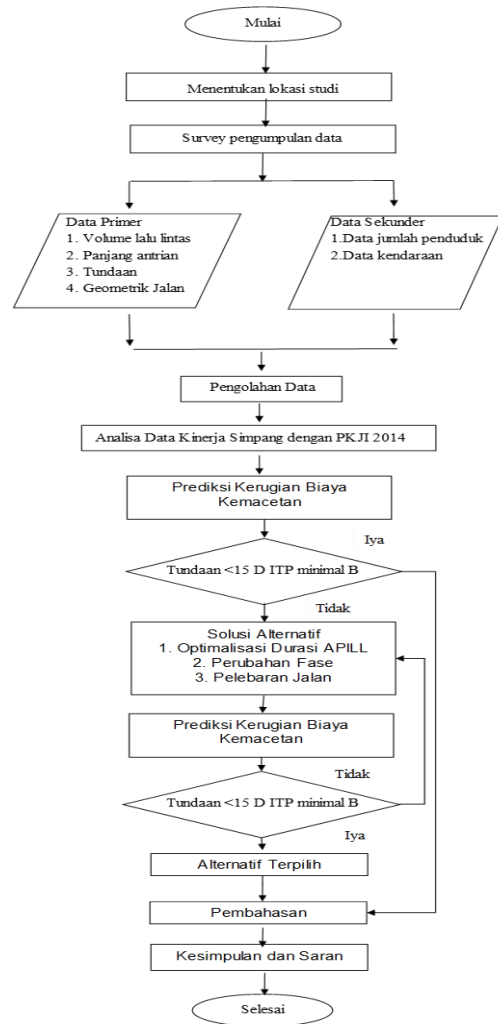 Mulai
Menentukan lokasi studi
Survey pengumpulan data
Data Primer
1. Volume lalu lintas
2. Panjang antrian
3. Tundaan
4. Geometrik Jalan
Data Sekunder
1.Data jumlah penduduk
2.Data kendaraan
Pengolahan Data
Analisa Data Kinerja Simpang dengan PKJI 2014
Prediksi Kerugian Biaya
Kemacetan
Iya
Tundaan <15 D ITP minimal B
Tidak
Solusi Alternatif
1. Optimalisasi Durasi APILL
2. Perubahan Fase
3. Pelebaran Jalan
Prediksi Kerugian Biaya
Kemacetan
Tidak
Tundaan <15 D ITP minimal B
Iya
Alternatif Terpilih
Pembahasan
Kesimpulan dan Saran
Selesai